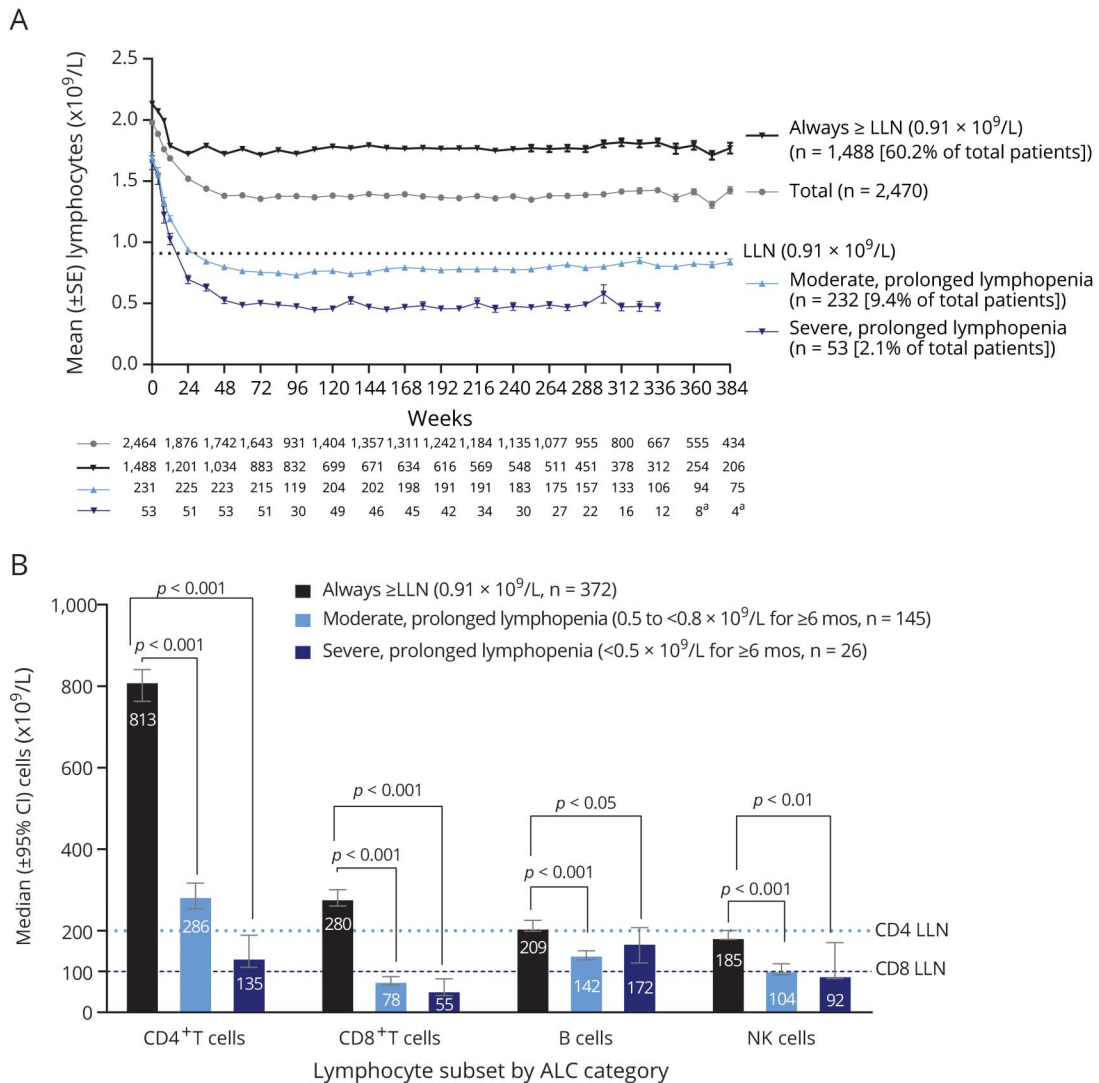 A
Mean (±SE) lymphocytes (x10⁹/L)
2.5
2.0
1.5
1.0
0.5
0.0
0 24 48 72 96 120 144 168 192 216 240 264 288 312 336 360 384
Weeks
Always ≥ LLN (0.91 × 10⁹/L)
(n = 1,488 [60.2% of total patients])
Total (n = 2,470)
LLN (0.91 × 10⁹/L)
Moderate, prolonged lymphopenia
(n = 232 [9.4% of total patients])
Severe, prolonged lymphopenia
(n = 53 [2.1% of total patients])
2,464 1,876 1,742 1,643 931 1,404 1,357 1,311 1,242 1,184 1,135 1,077 955 800 667 555 434
1,488 1,201 1,034 883 832 699 671 634 616 569 548 511 451 378 312 254 206
231 225 223 215 119 204 202 198 191 191 183 175 157 133 106 94 75
53 51 53 51 30 49 46 45 42 34 30 27 22 16 12 8ᵃ 4ᵃ
B
Median (±95% CI) cells (x10⁹/L)
1,000
800
600
400
200
100
0
Always ≥LLN (0.91 × 10⁹/L, n = 372)
Moderate, prolonged lymphopenia (0.5 to <0.8 × 10⁹/L for ≥6 mos, n = 145)
Severe, prolonged lymphopenia (<0.5 × 10⁹/L for ≥6 mos, n = 26)
p < 0.001
p < 0.001
813
286
135
p < 0.001
p < 0.001
280
78
55
p < 0.05
p < 0.001
209
142
172
p < 0.01
p < 0.001
185
104
92
CD4 LLN
CD8 LLN
CD4⁺T cells
CD8⁺T cells
B cells
NK cells
Lymphocyte subset by ALC category